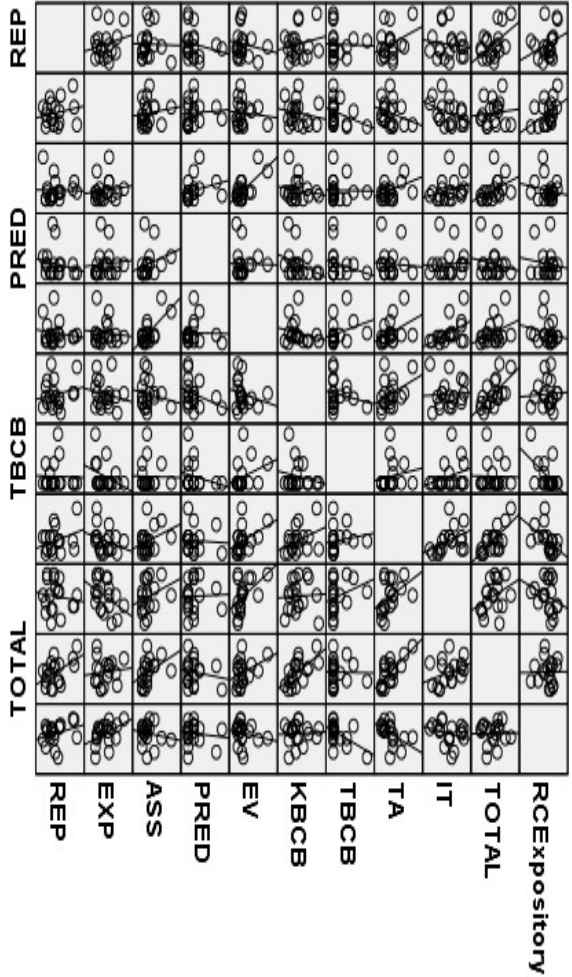 REP
PRED
TBCB
TOTAL
REP
EXP
ASS
PRED
EV
KBCB
TBCB
TA
IT
TOTAL
RCExpository